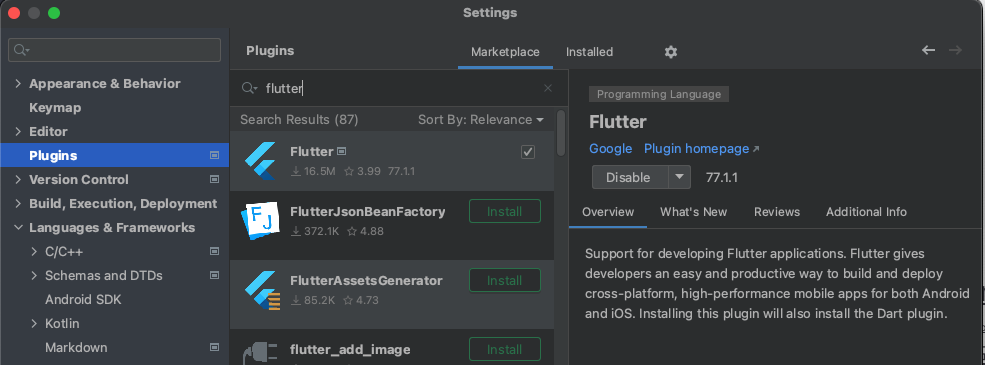 Settings
Plugins
Marketplace
Installed
Appearance & Behavior
Keymap
Editor
Plugins
Version Control
Build, Execution, Deployment
Languages & Frameworks
C/C++
Schemas and DTDs
Android SDK
Kotlin
Markdown
flutter
Search Results (87)
Sort By: Relevance
Flutter
16.5M 3.99 77.1.1
FlutterJsonBeanFactory
Install
372.1K 4.88
FlutterAssetsGenerator
Install
85.2K 4.73
flutter_add_image
Install
Programming Language
Flutter
Google Plugin homepage
Disable
77.1.1
Overview
What's New
Reviews
Additional Info
Support for developing Flutter applications. Flutter gives
developers an easy and productive way to build and deploy
cross-platform, high-performance mobile apps for both Android
and iOS. Installing this plugin will also install the Dart plugin.